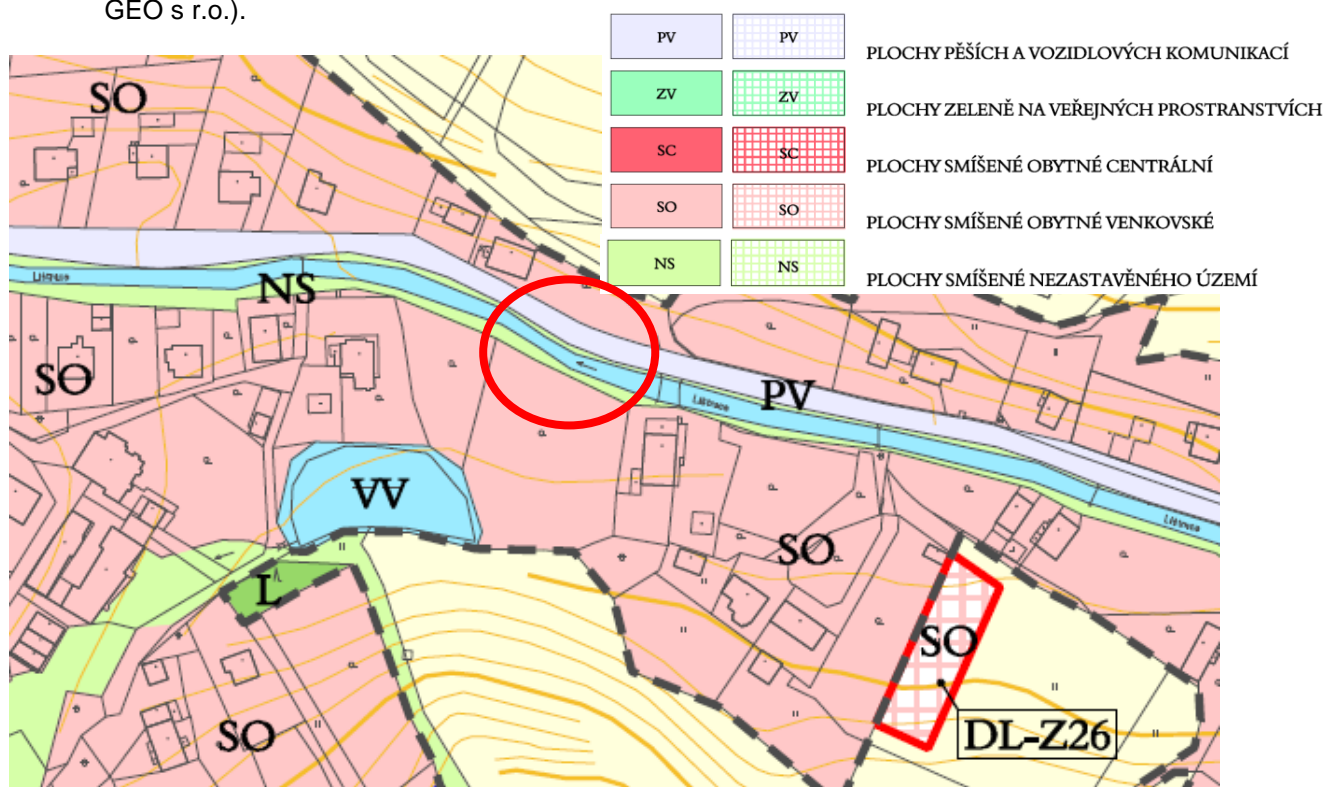 GEO s r.o.).
PV PV PLOCHY PĚŠÍCH A VOZIDLOVÝCH KOMUNIKACÍ
ZV ZV PLOCHY ZELENĚ NA VEŘEJNÝCH PROSTRANSTVÍCH
SC SC PLOCHY SMÍŠENÉ OBYTNÉ CENTRÁLNÍ
SO SO PLOCHY SMÍŠENÉ OBYTNÉ VENKOVSKÉ
NS NS PLOCHY SMÍŠENÉ NEZASTAVĚNÉHO ÚZEMÍ
SO
NS
SO
PV
VV
SO
L
SO
SO
DL-Z26